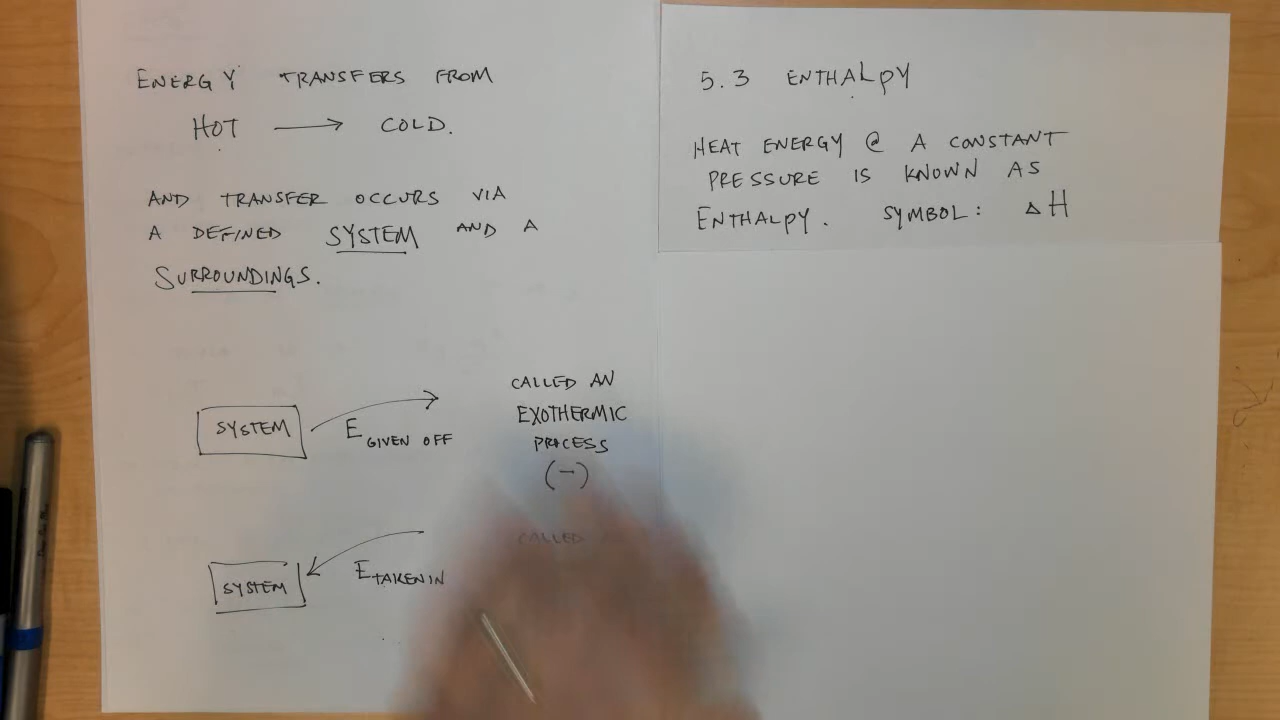 ENERGY TRANSFERS FROM
HOT → COLD.
AND TRANSFER OCCURS VIA
A DEFINED SYSTEM AND A
SURROUNDINGS.
SYSTEM
E GIVEN OFF
CALLED AN
EXOTHERMIC
PROCESS
(-)
CALLED
SYSTEM
E TAKEN IN
5.3 ENTHALPY
HEAT ENERGY @ A CONSTANT
PRESSURE IS KNOWN AS
ENTHALPY. SYMBOL: ΔH